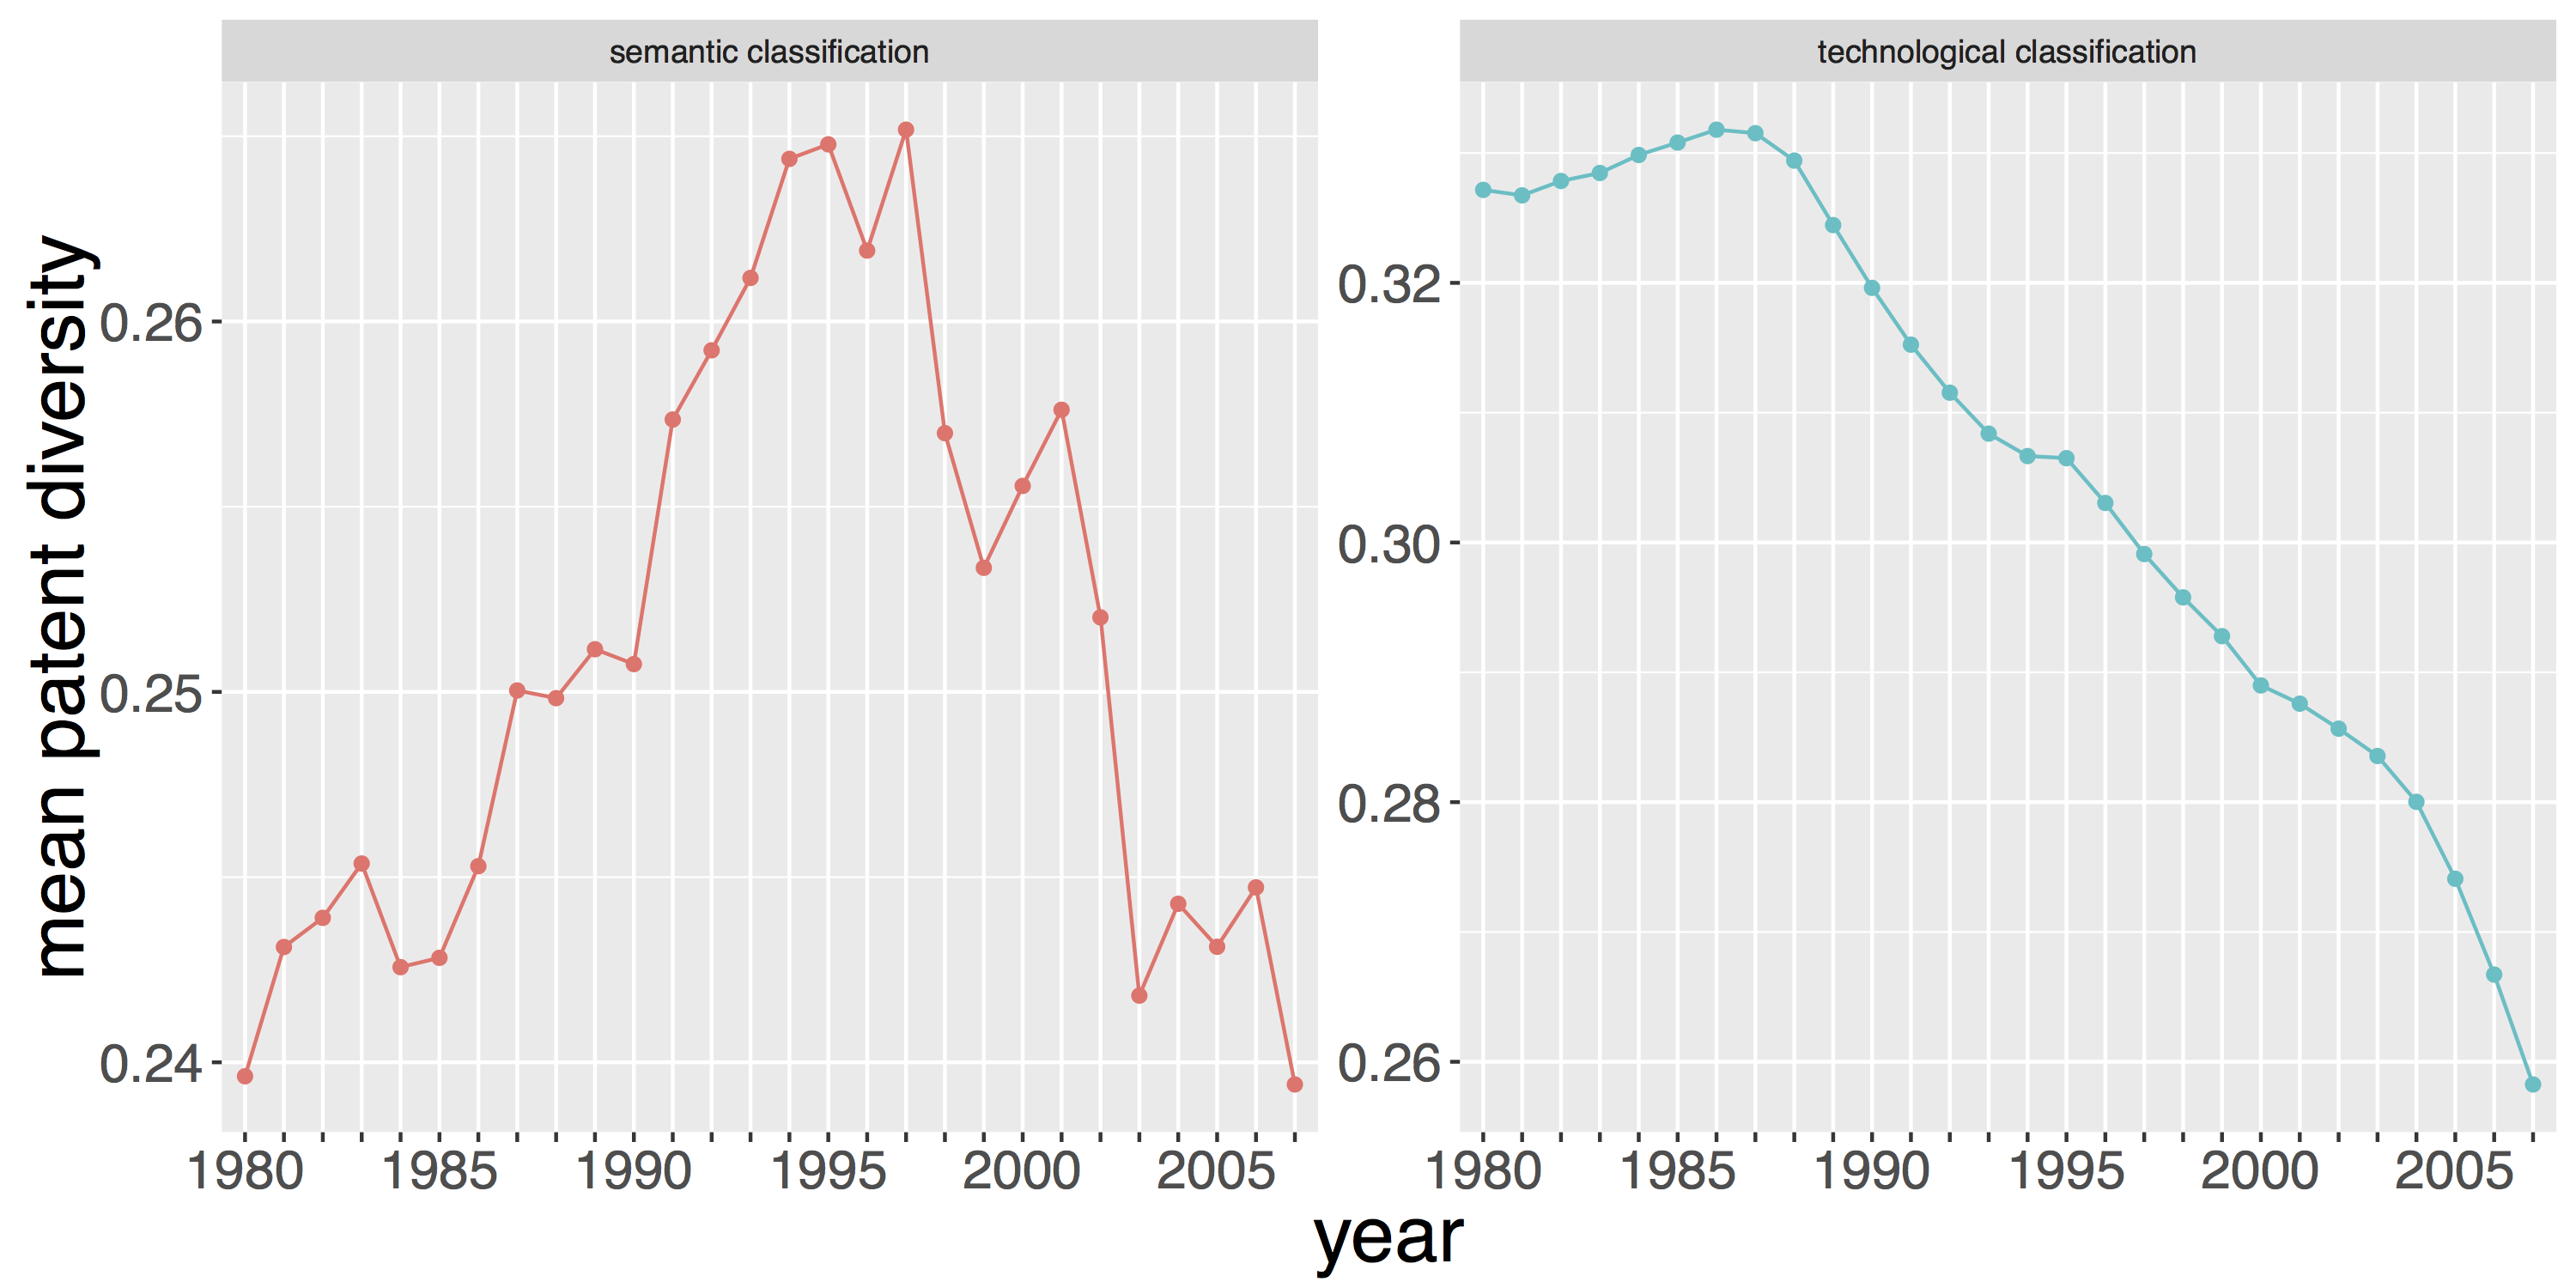 semantic classification
technological classification
mean patent diversity
0.26
0.25
0.24
0.32
0.30
0.28
0.26
1980 1985 1990 1995 2000 2005
1980 1985 1990 1995 2000 2005
year